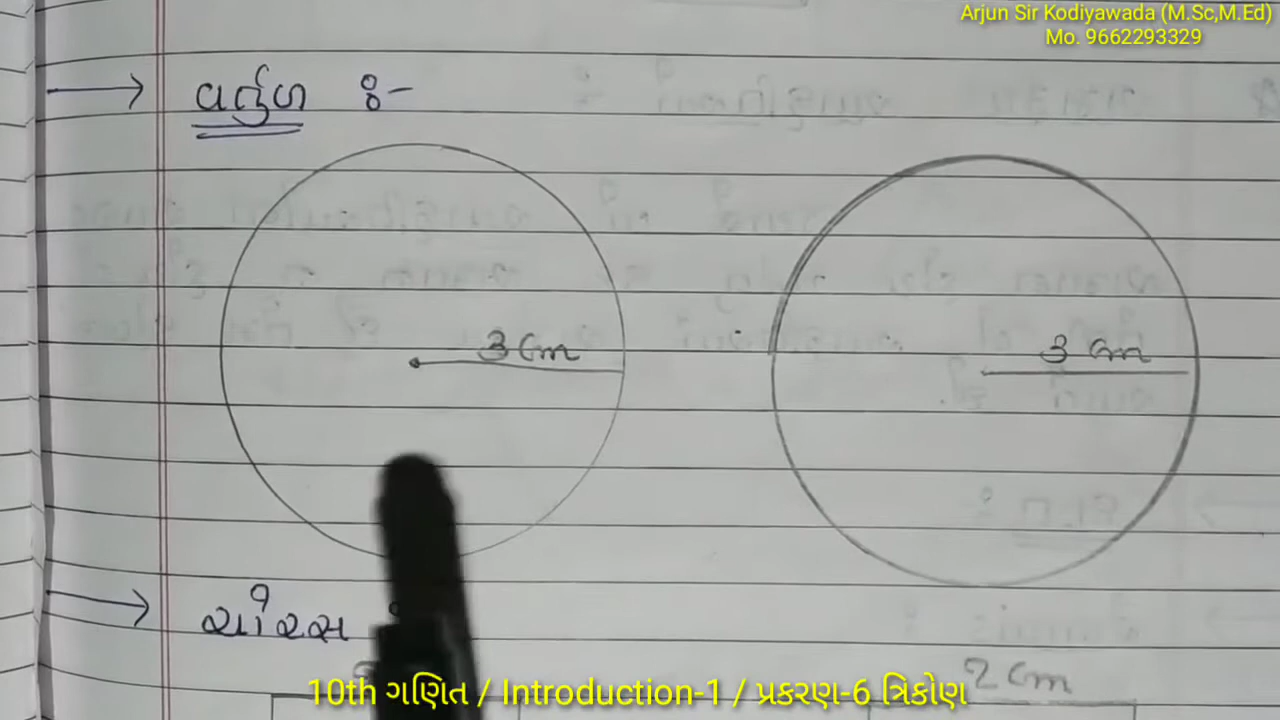 Arjun Sir Kodiyawada (M.Sc,M.Ed)
Mo. 9662293329
→ વર્તુળ :-
3 cm
3 cm
→ ચોરસ
2 cm
10th ગણિત / Introduction-1 / પ્રકરણ-6 ત્રિકોણ